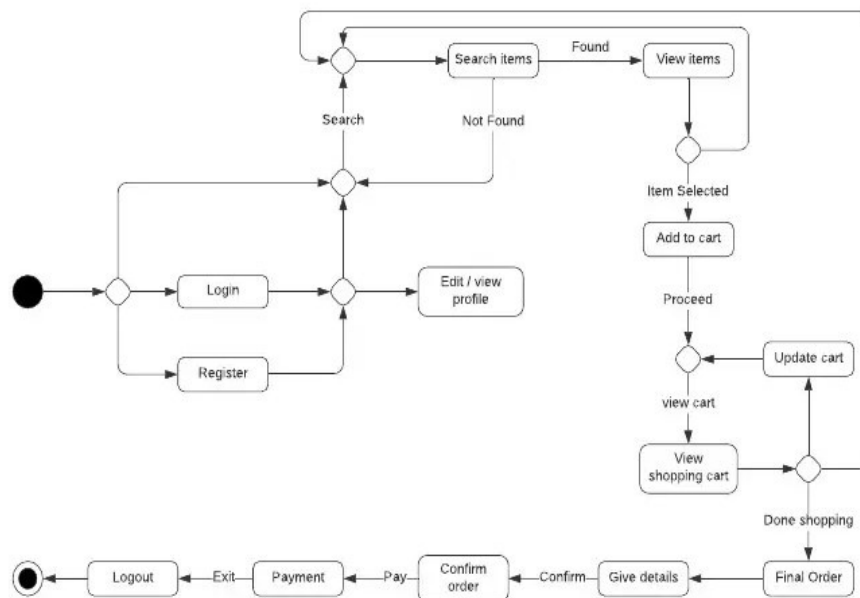 Search items
Found
View items
Search
Not Found
Item Selected
Add to cart
Login
Edit / view
profile
Proceed
Register
Update cart
view cart
View
shopping cart
Done shopping
Logout
Exit
Payment
Pay
Confirm
order
Confirm
Give details
Final Order